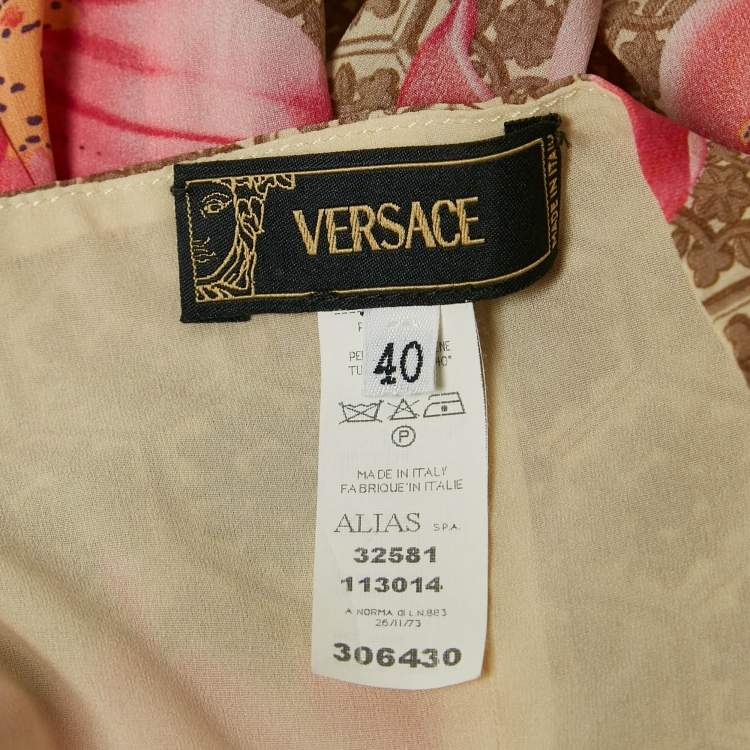 VERSACE
MADE IN ITALY
40
40°
MADE IN ITALY
FABRIQUE'IN ITALIE
ALIAS S.P.A.
32581
113014
A NORMA di L.N.883
26/11/73
306430
P